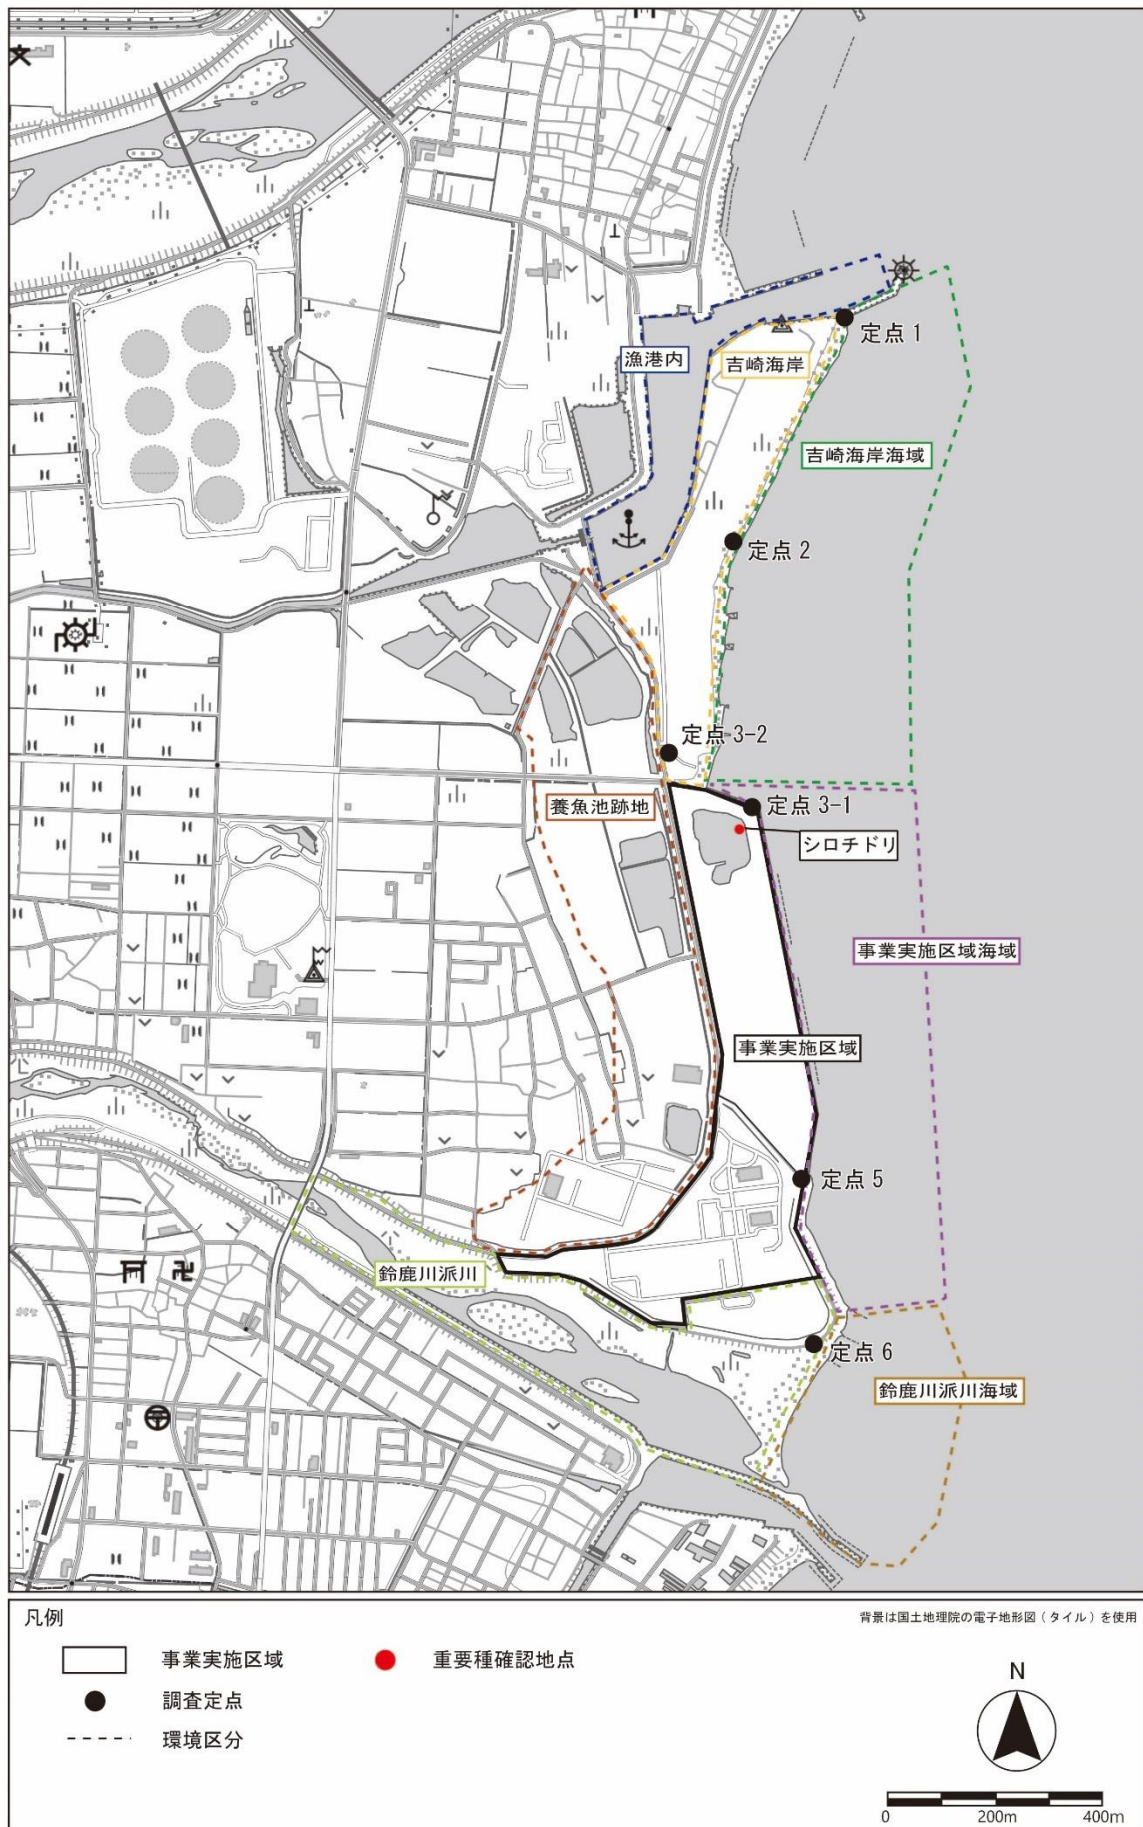 定点 1
漁港内
吉崎海岸
吉崎海岸海域
定点 2
定点 3-2
養魚池跡地
定点 3-1
シロチドリ
事業実施区域海域
事業実施区域
定点 5
鈴鹿川派川
定点 6
鈴鹿川派川海域
凡例
背景は国土地理院の電子地形図(タイル)を使用
事業実施区域
重要種確認地点
調査定点
環境区分
N
0 200m 400m